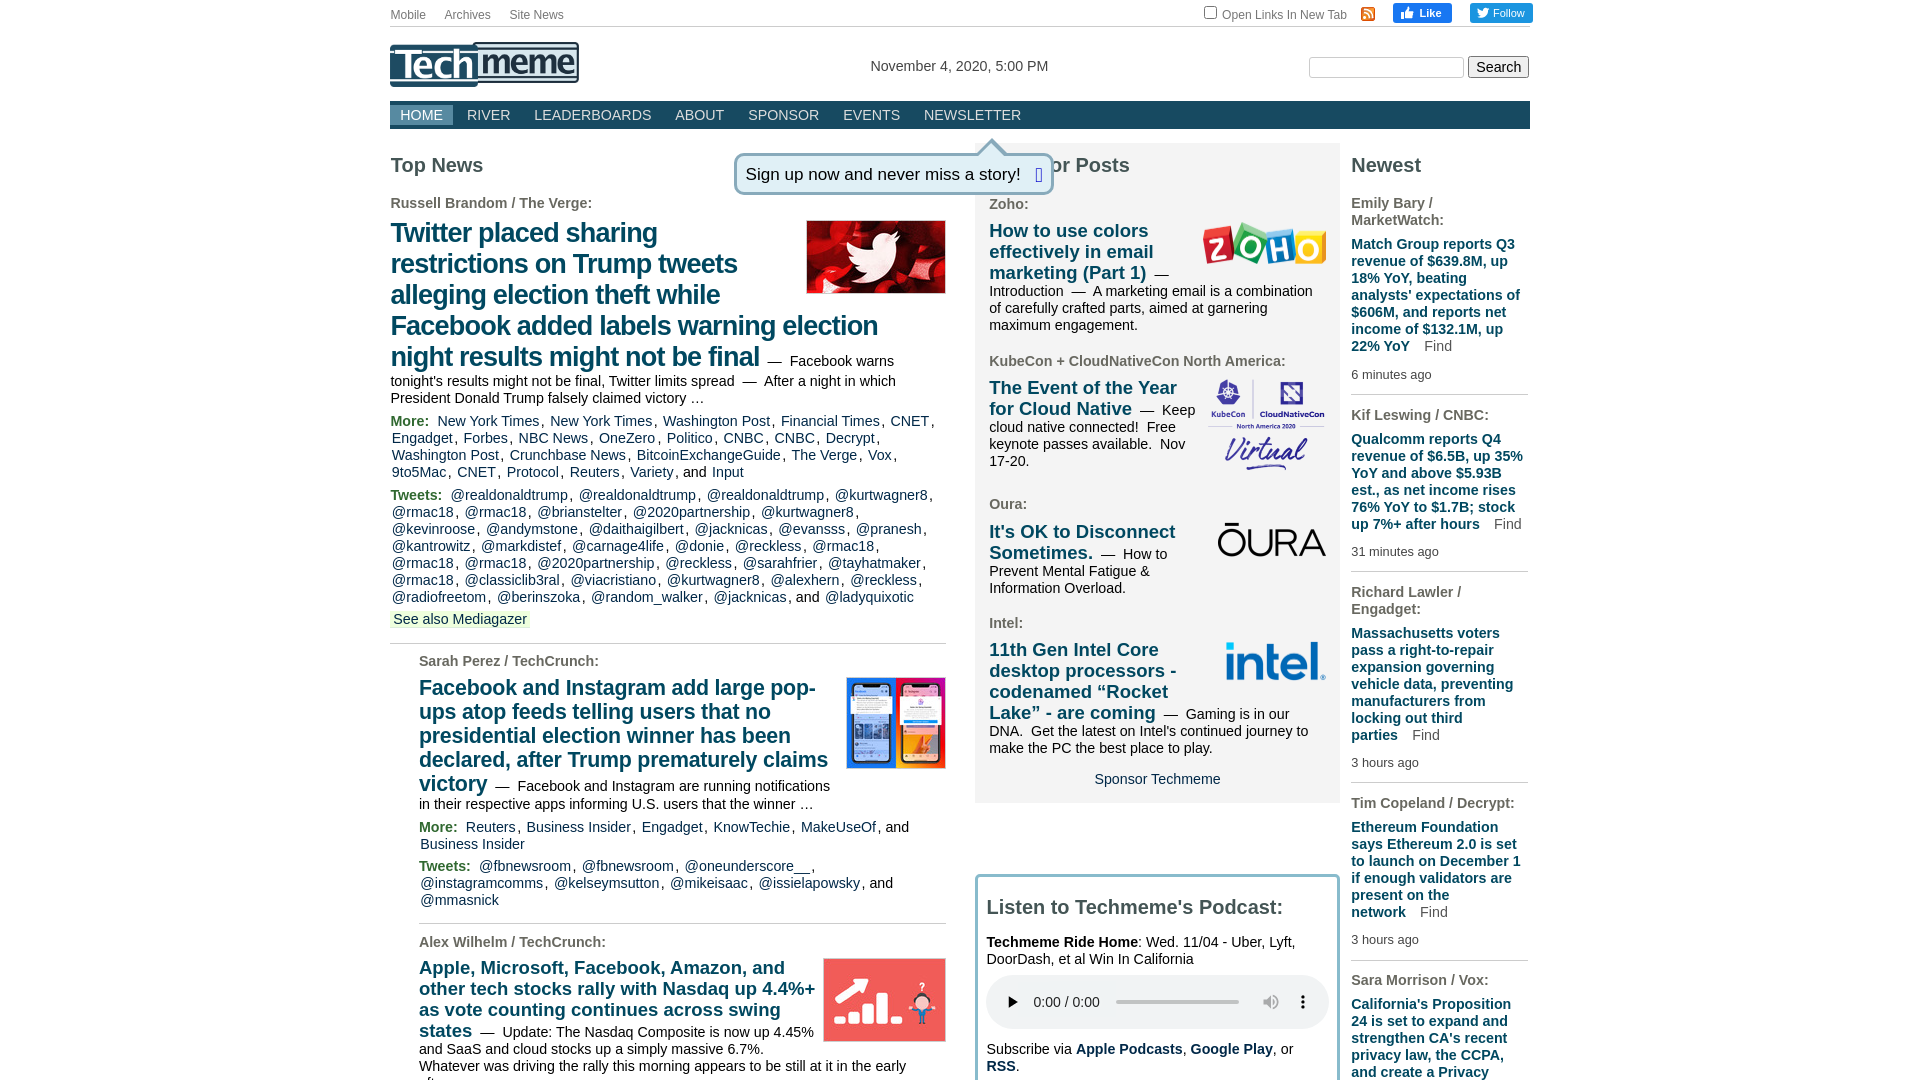 Mobile Archives Site News
Open Links In New Tab
Like
Follow
Techmeme
November 4, 2020, 5:00 PM
Search
HOME RIVER LEADERBOARDS ABOUT SPONSOR EVENTS NEWSLETTER
Sign up now and never miss a story!
Top News
Russell Brandom / The Verge:
Twitter placed sharing
restrictions on Trump tweets
alleging election theft while
Facebook added labels warning election
night results might not be final — Facebook warns
tonight's results might not be final, Twitter limits spread — After a night in which
President Donald Trump falsely claimed victory …
More: New York Times, New York Times, Washington Post, Financial Times, CNET,
Engadget, Forbes, NBC News, OneZero, Politico, CNBC, CNBC, Decrypt,
Washington Post, Crunchbase News, BitcoinExchangeGuide, The Verge, Vox,
9to5Mac, CNET, Protocol, Reuters, Variety, and Input
Tweets: @realdonaldtrump, @realdonaldtrump, @realdonaldtrump, @kurtwagner8,
@rmac18, @rmac18, @brianstelter, @2020partnership, @kurtwagner8,
@kevinroose, @andymstone, @daithaigilbert, @jacknicas, @evansss, @pranesh,
@kantrowitz, @markdistef, @carnage4life, @donie, @reckless, @rmac18,
@rmac18, @rmac18, @2020partnership, @reckless, @sarahfrier, @tayhatmaker,
@rmac18, @classiclib3ral, @viacristiano, @kurtwagner8, @alexhern, @reckless,
@radiofreetom, @berinszoka, @random_walker, @jacknicas, and @ladyquixotic
See also Mediagazer
Sarah Perez / TechCrunch:
Facebook and Instagram add large pop-
ups atop feeds telling users that no
presidential election winner has been
declared, after Trump prematurely claims
victory — Facebook and Instagram are running notifications
in their respective apps informing U.S. users that the winner …
More: Reuters, Business Insider, Engadget, KnowTechie, MakeUseOf, and
Business Insider
Tweets: @fbnewsroom, @fbnewsroom, @oneunderscore__,
@instagramcomms, @kelseymsutton, @mikeisaac, @issielapowsky, and
@mmasnick
Alex Wilhelm / TechCrunch:
Apple, Microsoft, Facebook, Amazon, and
other tech stocks rally with Nasdaq up 4.4%+
as vote counting continues across swing
states — Update: The Nasdaq Composite is now up 4.45%
and SaaS and cloud stocks up a simply massive 6.7%.
Whatever was driving the rally this morning appears to be still at it in the early
or Posts
Zoho:
How to use colors
effectively in email
marketing (Part 1) —
Introduction — A marketing email is a combination
of carefully crafted parts, aimed at garnering
maximum engagement.
ZOHO
KubeCon + CloudNativeCon North America:
The Event of the Year
for Cloud Native — Keep
cloud native connected! Free
keynote passes available. Nov
17-20.
KubeCon CloudNativeCon
North America 2020
Virtual
Oura:
It's OK to Disconnect
Sometimes. — How to
Prevent Mental Fatigue &
Information Overload.
ŌURA
Intel:
11th Gen Intel Core
desktop processors -
codenamed “Rocket
Lake” - are coming — Gaming is in our
DNA. Get the latest on Intel's continued journey to
make the PC the best place to play.
intel®
Sponsor Techmeme
Listen to Techmeme's Podcast:
Techmeme Ride Home: Wed. 11/04 - Uber, Lyft,
DoorDash, et al Win In California
0:00 / 0:00
Subscribe via Apple Podcasts, Google Play, or
RSS.
Newest
Emily Bary /
MarketWatch:
Match Group reports Q3
revenue of $639.8M, up
18% YoY, beating
analysts' expectations of
$606M, and reports net
income of $132.1M, up
22% YoY Find
6 minutes ago
Kif Leswing / CNBC:
Qualcomm reports Q4
revenue of $6.5B, up 35%
YoY and above $5.93B
est., as net income rises
76% YoY to $1.7B; stock
up 7%+ after hours Find
31 minutes ago
Richard Lawler /
Engadget:
Massachusetts voters
pass a right-to-repair
expansion governing
vehicle data, preventing
manufacturers from
locking out third
parties Find
3 hours ago
Tim Copeland / Decrypt:
Ethereum Foundation
says Ethereum 2.0 is set
to launch on December 1
if enough validators are
present on the
network Find
3 hours ago
Sara Morrison / Vox:
California's Proposition
24 is set to expand and
strengthen CA's recent
privacy law, the CCPA,
and create a Privacy